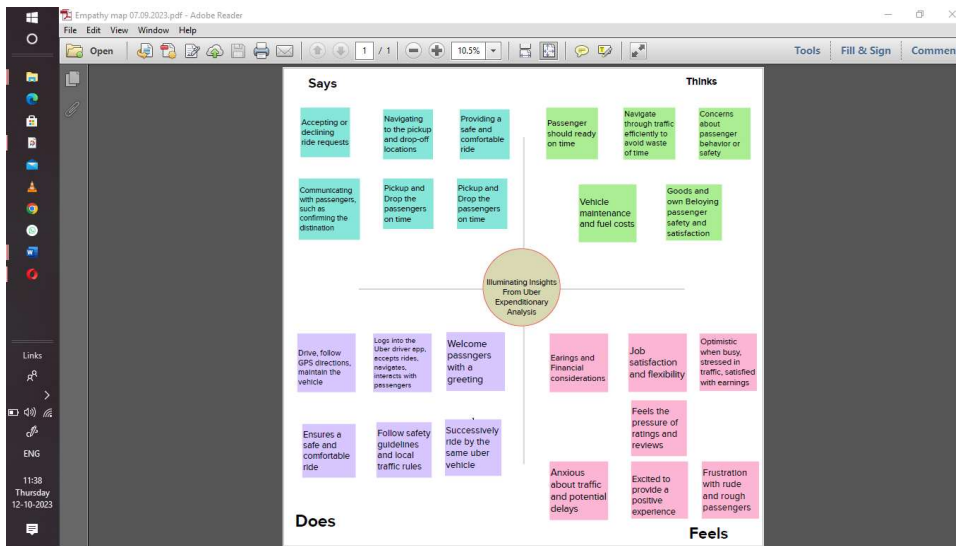 Empathy map 07.09.2023.pdf - Adobe Reader
File Edit View Window Help
Open
1 / 1
10.5%
Tools
Fill & Sign
Commen
Says
Accepting or
declining
ride requests
Navigating
to the pickup
and drop-off
locations
Providing a
safe and
comfortable
ride
Communicating
with passengers,
such as
confirming the
distination
Pickup and
Drop the
passengers
on time
Pickup and
Drop the
passengers
on time
Thinks
Passenger
should ready
on time
Navigate
through traffic
efficiently to
avoid waste
of time
Concerns
about
passenger
behavior or
safety
Vehicle
maintenance
and fuel costs
Goods and
own Beloying
passenger
safety and
satisfaction
Illuminating Insights
From Uber
Expenditionary
Analysis
Drive, follow
GPS directions,
maintain the
vehicle
Logs into the
Uber driver app,
accepts rides,
navigates,
interacts with
passengers
Welcome
passngers
with a
greeting
Ensures a
safe and
comfortable
ride
Follow safety
guidelines
and local
traffic rules
Successively
ride by the
same uber
vehicle
Does
Earings and
Financial
considerations
Job
satisfaction
and flexibility
Optimistic
when busy,
stressed in
traffic, satisfied
with earnings
Feels the
pressure of
ratings and
reviews
Anxious
about traffic
and potential
delays
Excited to
provide a
positive
experience
Frustration
with rude
and rough
passengers
Feels
Links
ENG
11:38
Thursday
12-10-2023